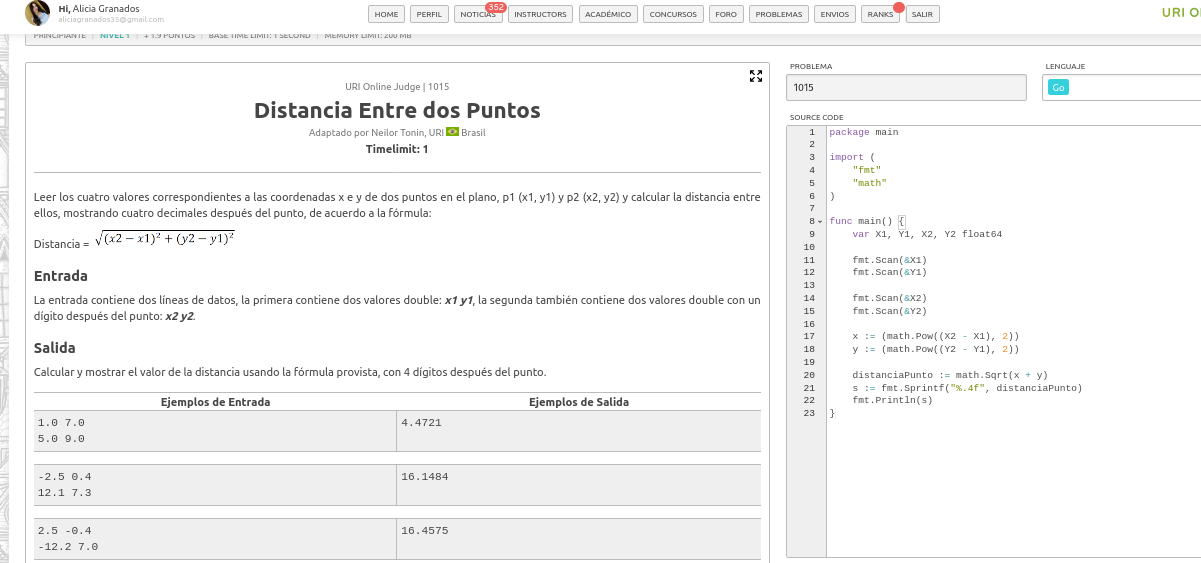 Hi, Alicia Granados
aliciagranados35@gmail.com
HOME PERFIL NOTICIAS 352 INSTRUCTORS ACADÉMICO CONCURSOS FORO PROBLEMAS ENVIOS RANKS SALIR
URI O
PRINCIPIANTE NIVEL 1 + 1.9 PONTOS BASE TIME LIMIT: 1 SECOND MEMORY LIMIT: 200 MB
URI Online Judge | 1015
Distancia Entre dos Puntos
Adaptado por Neilor Tonin, URI Brasil
Timelimit: 1
Leer los cuatro valores correspondientes a las coordenadas x e y de dos puntos en el plano, p1 (x1, y1) y p2 (x2, y2) y calcular la distancia entre
ellos, mostrando cuatro decimales después del punto, de acuerdo a la fórmula:
Distancia = √(x2 − x1)² + (y2 − y1)²
Entrada
La entrada contiene dos líneas de datos, la primera contiene dos valores double: x1 y1, la segunda también contiene dos valores double con un
dígito después del punto: x2 y2.
Salida
Calcular y mostrar el valor de la distancia usando la fórmula provista, con 4 dígitos después del punto.
Ejemplos de Entrada Ejemplos de Salida
1.0 7.0 4.4721
5.0 9.0
-2.5 0.4 16.1484
12.1 7.3
2.5 -0.4 16.4575
-12.2 7.0
PROBLEMA LENGUAJE
1015 Go
SOURCE CODE
1 package main
2
3 import (
4     "fmt"
5     "math"
6 )
7
8 func main() {
9     var X1, Y1, X2, Y2 float64
10
11     fmt.Scan(&X1)
12     fmt.Scan(&Y1)
13
14     fmt.Scan(&X2)
15     fmt.Scan(&Y2)
16
17     x := (math.Pow((X2 - X1), 2))
18     y := (math.Pow((Y2 - Y1), 2))
19
20     distanciaPunto := math.Sqrt(x + y)
21     s := fmt.Sprintf("%.4f", distanciaPunto)
22     fmt.Println(s)
23 }